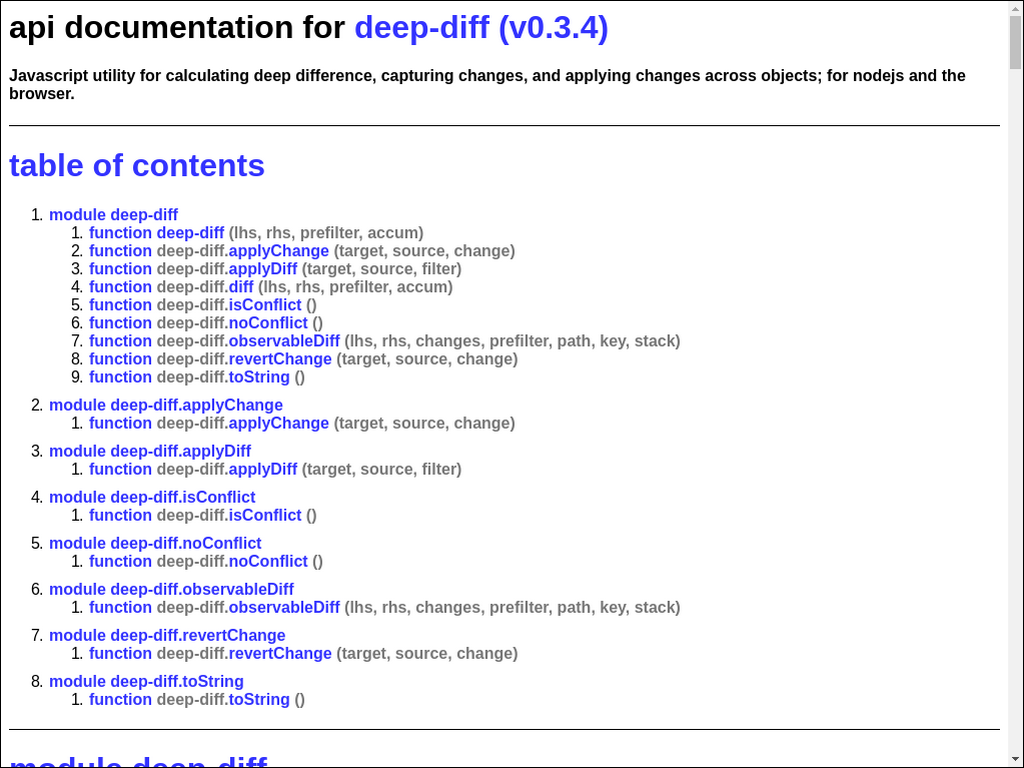 api documentation for deep-diff (v0.3.4)
Javascript utility for calculating deep difference, capturing changes, and applying changes across objects; for nodejs and the
browser.
table of contents
1. module deep-diff
1. function deep-diff (lhs, rhs, prefilter, accum)
2. function deep-diff.applyChange (target, source, change)
3. function deep-diff.applyDiff (target, source, filter)
4. function deep-diff.diff (lhs, rhs, prefilter, accum)
5. function deep-diff.isConflict ()
6. function deep-diff.noConflict ()
7. function deep-diff.observableDiff (lhs, rhs, changes, prefilter, path, key, stack)
8. function deep-diff.revertChange (target, source, change)
9. function deep-diff.toString ()
2. module deep-diff.applyChange
1. function deep-diff.applyChange (target, source, change)
3. module deep-diff.applyDiff
1. function deep-diff.applyDiff (target, source, filter)
4. module deep-diff.isConflict
1. function deep-diff.isConflict ()
5. module deep-diff.noConflict
1. function deep-diff.noConflict ()
6. module deep-diff.observableDiff
1. function deep-diff.observableDiff (lhs, rhs, changes, prefilter, path, key, stack)
7. module deep-diff.revertChange
1. function deep-diff.revertChange (target, source, change)
8. module deep-diff.toString
1. function deep-diff.toString ()
module deep-diff